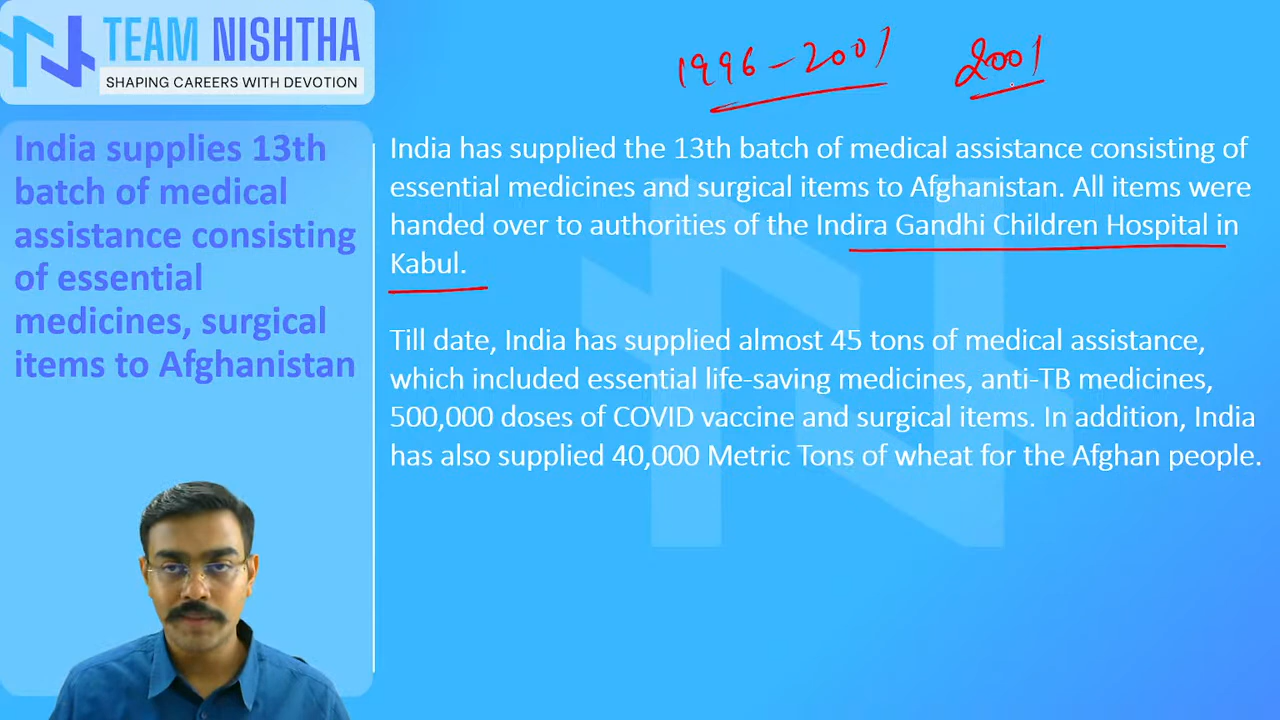 TEAM NISHTHA
SHAPING CAREERS WITH DEVOTION
1996-2001 2001
India supplies 13th
batch of medical
assistance consisting
of essential
medicines, surgical
items to Afghanistan
India has supplied the 13th batch of medical assistance consisting of
essential medicines and surgical items to Afghanistan. All items were
handed over to authorities of the Indira Gandhi Children Hospital in
Kabul.
Till date, India has supplied almost 45 tons of medical assistance,
which included essential life-saving medicines, anti-TB medicines,
500,000 doses of COVID vaccine and surgical items. In addition, India
has also supplied 40,000 Metric Tons of wheat for the Afghan people.